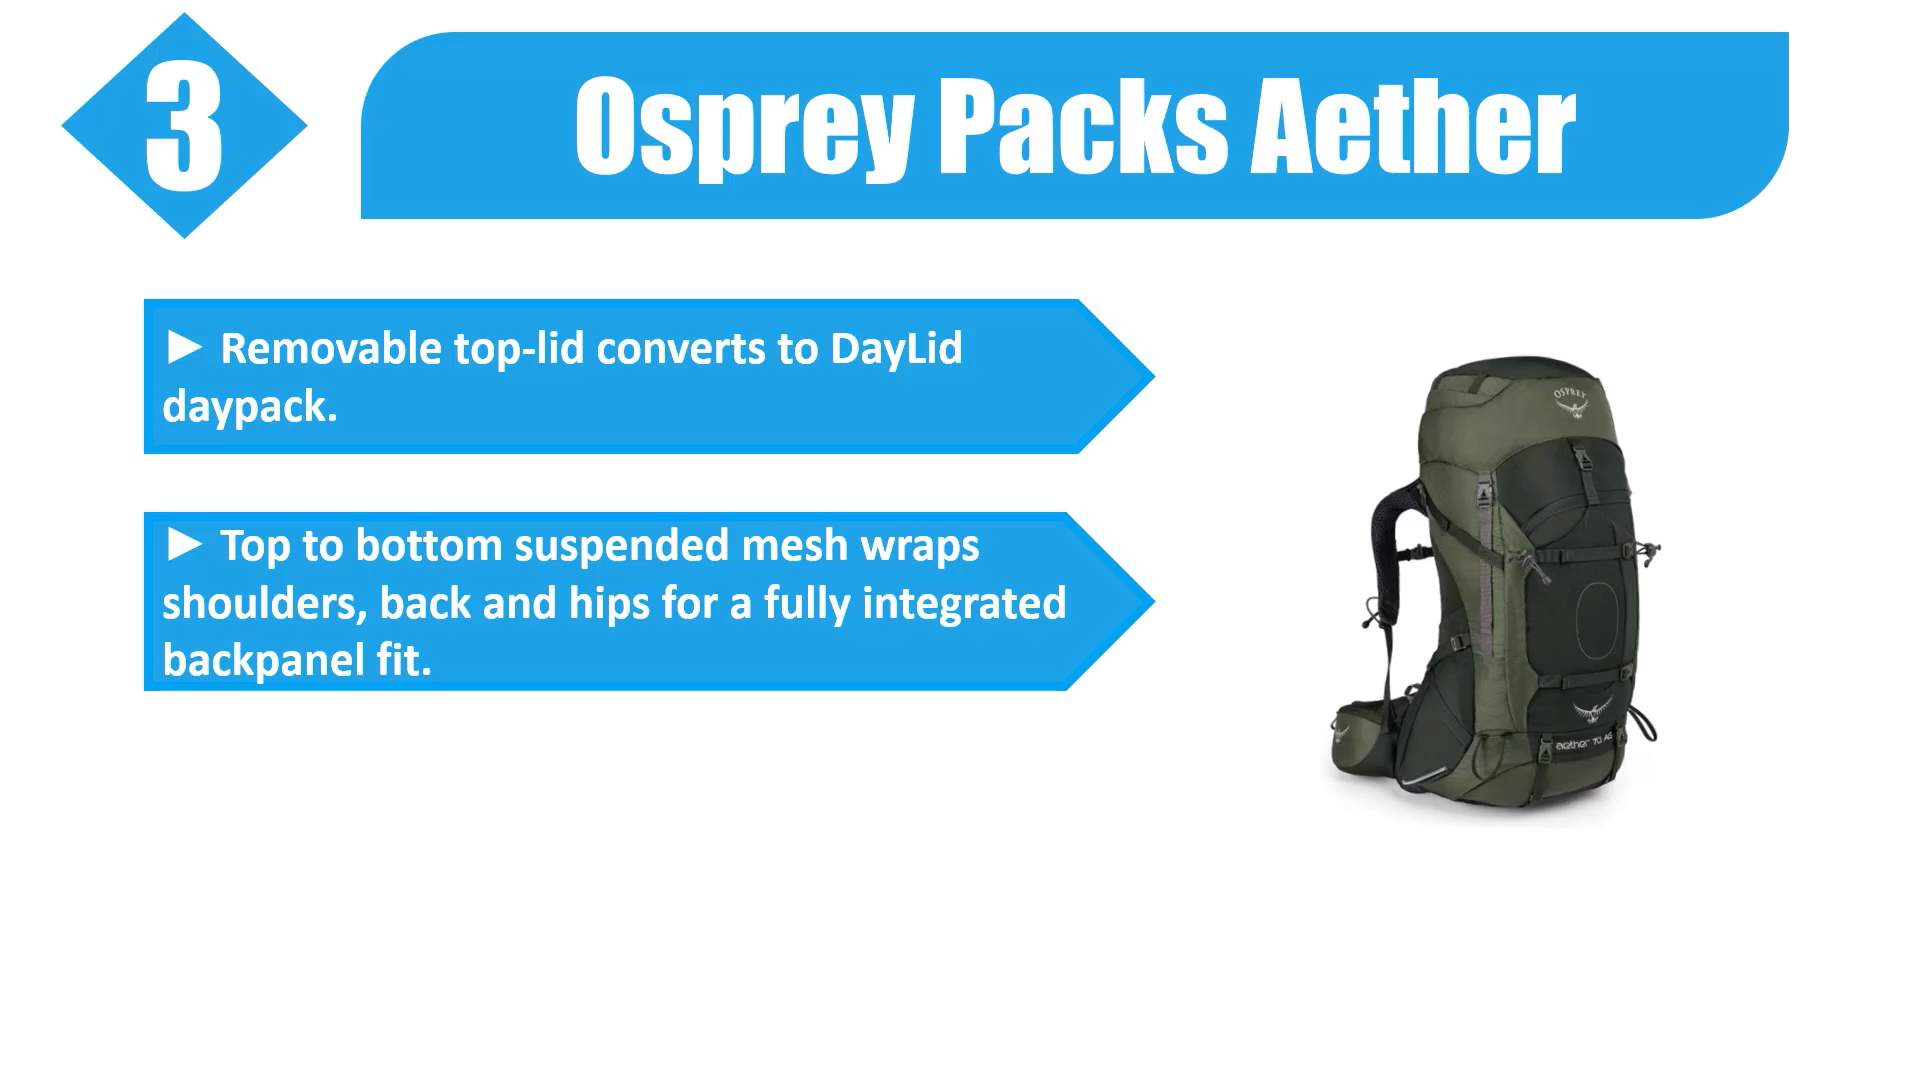 3
Osprey Packs Aether
► Removable top-lid converts to DayLid
daypack.
► Top to bottom suspended mesh wraps
shoulders, back and hips for a fully integrated
backpanel fit.
OSPREY
aether 70 AG